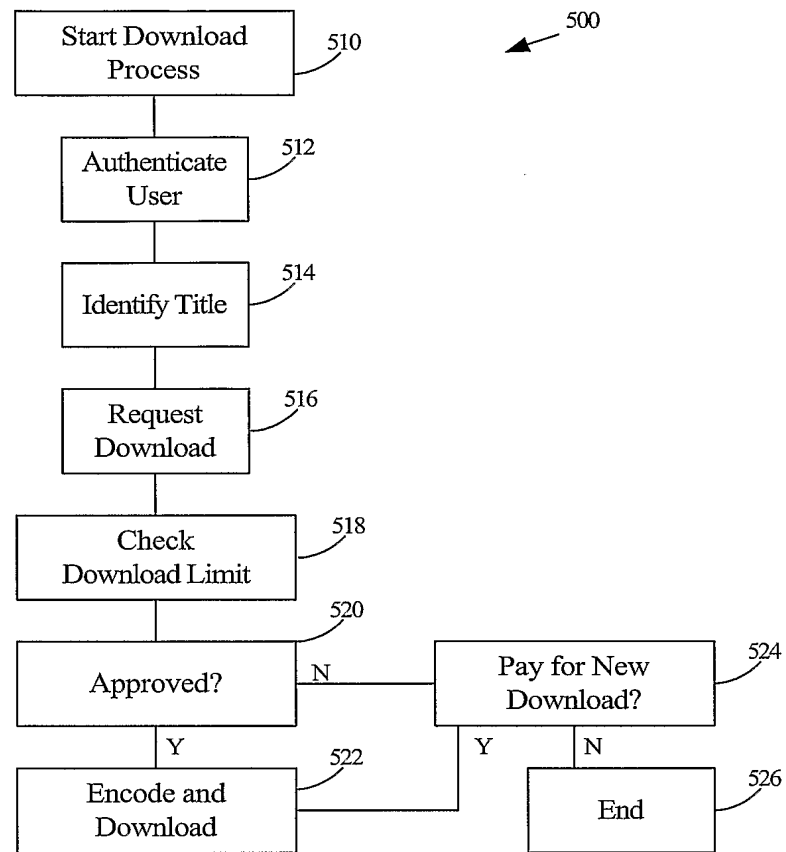 500
Start Download
Process
510
Authenticate
User
512
Identify Title
514
Request
Download
516
Check
Download Limit
518
Approved?
520
N
Y
Pay for New
Download?
524
Y
N
Encode and
Download
522
End
526